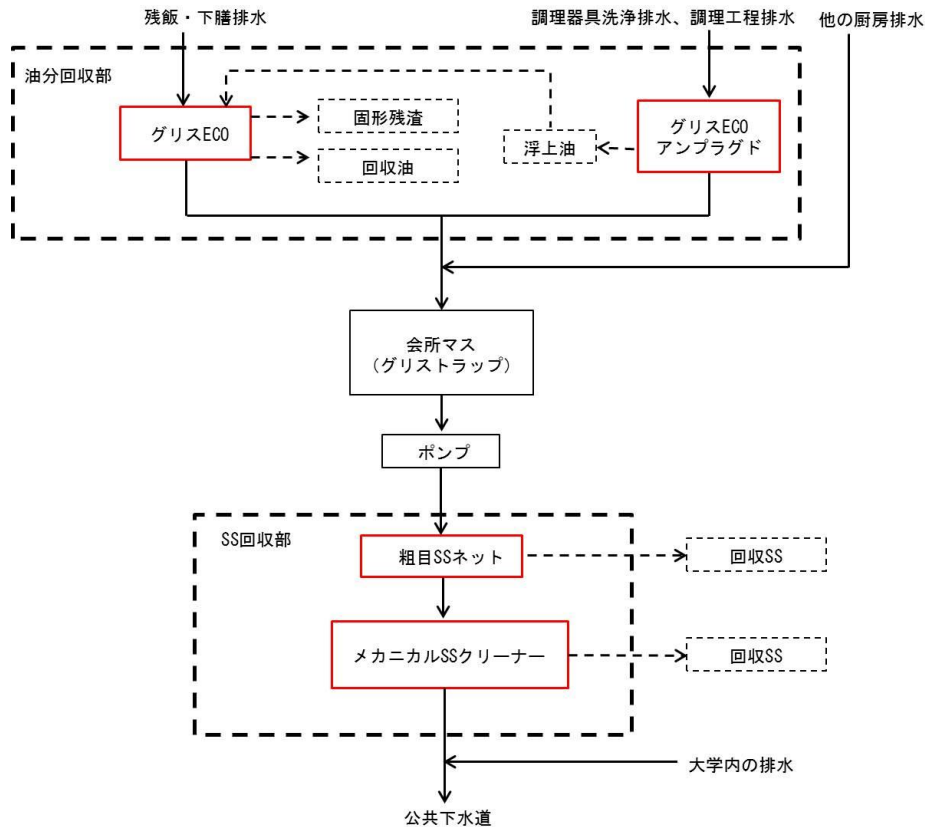 残飯・下膳排水
調理器具洗浄排水、調理工程排水
他の厨房排水
油分回収部
グリスECO
固形残渣
回収油
浮上油
グリスECO
アンプラグド
会所マス
(グリストラップ)
ポンプ
SS回収部
粗目SSネット
回収SS
メカニカルSSクリーナー
回収SS
大学内の排水
公共下水道